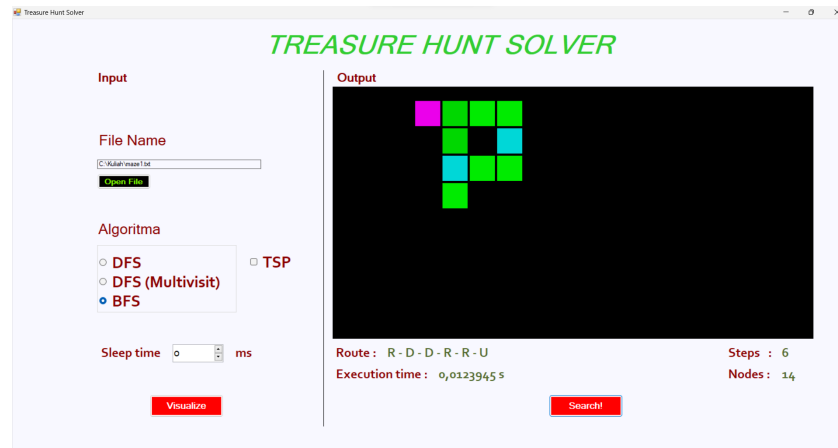 Treasure Hunt Solver
TREASURE HUNT SOLVER
Input
Output
File Name
C:\Kuliah\maze1.txt
Open File
Algoritma
DFS
TSP
DFS (Multivisit)
BFS
Sleep time 0 ms
Route : R - D - D - R - R - U
Steps : 6
Execution time : 0,0123945 s
Nodes : 14
Visualize
Search!